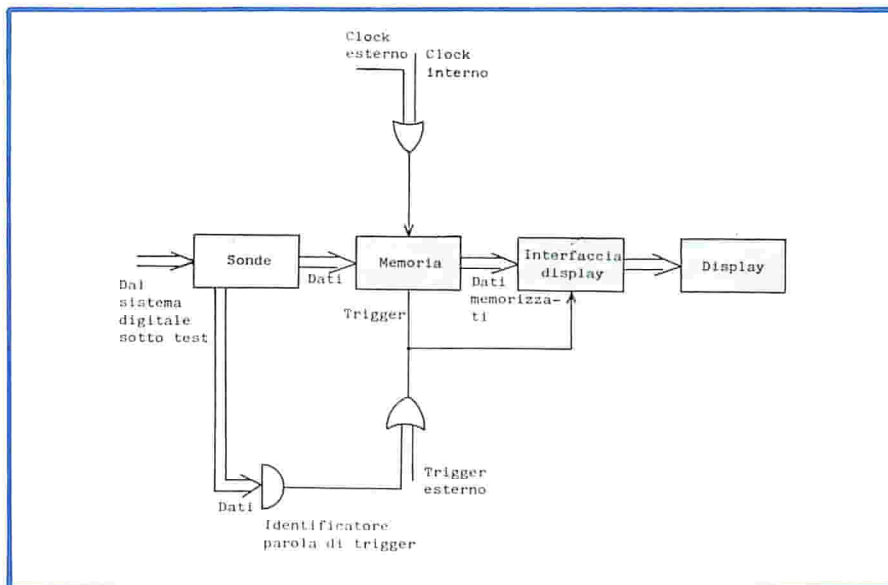 Clock
esterno
Clock
interno
Sonde
Dati
Memoria
Interfaccia
display
Display
Dal
sistema
digitale
sotto test
Trigger
Dati
memorizza-
ti
Trigger
esterno
Dati
Identificatore
parola di trigger